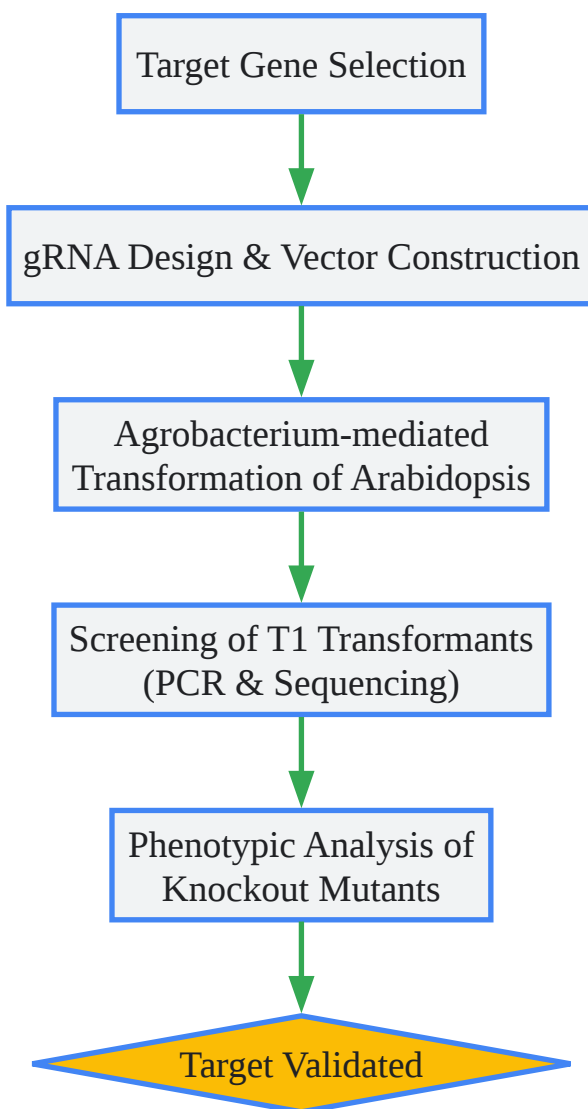 Target Gene Selection
gRNA Design & Vector Construction
Agrobacterium-mediated
Transformation of Arabidopsis
Screening of T1 Transformants
(PCR & Sequencing)
Phenotypic Analysis of
Knockout Mutants
Target Validated